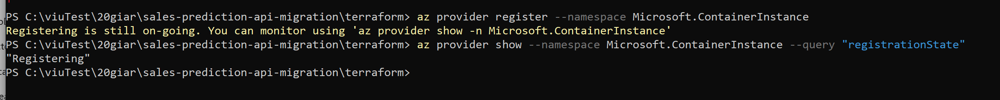 PS C:\viuTest\20giar\sales-prediction-api-migration\terraform> az provider register --namespace Microsoft.ContainerInstance
Registering is still on-going. You can monitor using 'az provider show -n Microsoft.ContainerInstance'
PS C:\viuTest\20giar\sales-prediction-api-migration\terraform> az provider show --namespace Microsoft.ContainerInstance --query "registrationState"
"Registering"
PS C:\viuTest\20giar\sales-prediction-api-migration\terraform>